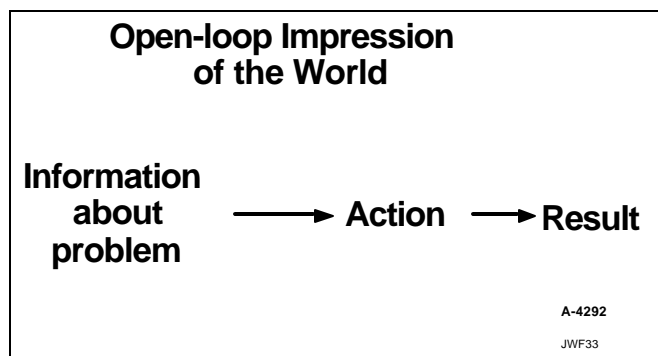 Open-loop Impression
of the World
Information
about
problem
Action
Result
A-4292
JWF33